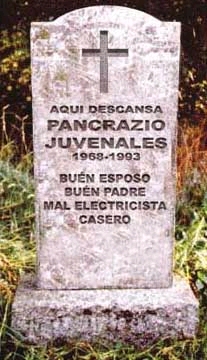 AQUI DESCANSA
PANCRAZIO
JUVENALES
1968-1993
BUÉN ESPOSO
BUÉN PADRE
MAL ELECTRICISTA
CASERO